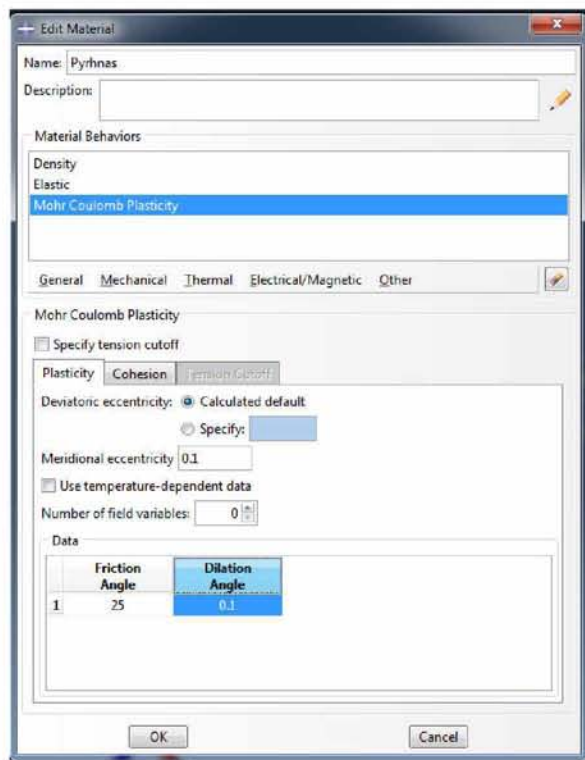 Edit Material
Name: Pyrhnas
Description:
Material Behaviors
Density
Elastic
Mohr Coulomb Plasticity
General Mechanical Thermal Electrical/Magnetic Other
Mohr Coulomb Plasticity
Specify tension cutoff
Plasticity Cohesion Tension Cutoff
Deviatoric eccentricity: Calculated default
Specify:
Meridional eccentricity 0.1
Use temperature-dependent data
Number of field variables: 0
Data
Friction Angle Dilation Angle
1 25 0.1
OK Cancel